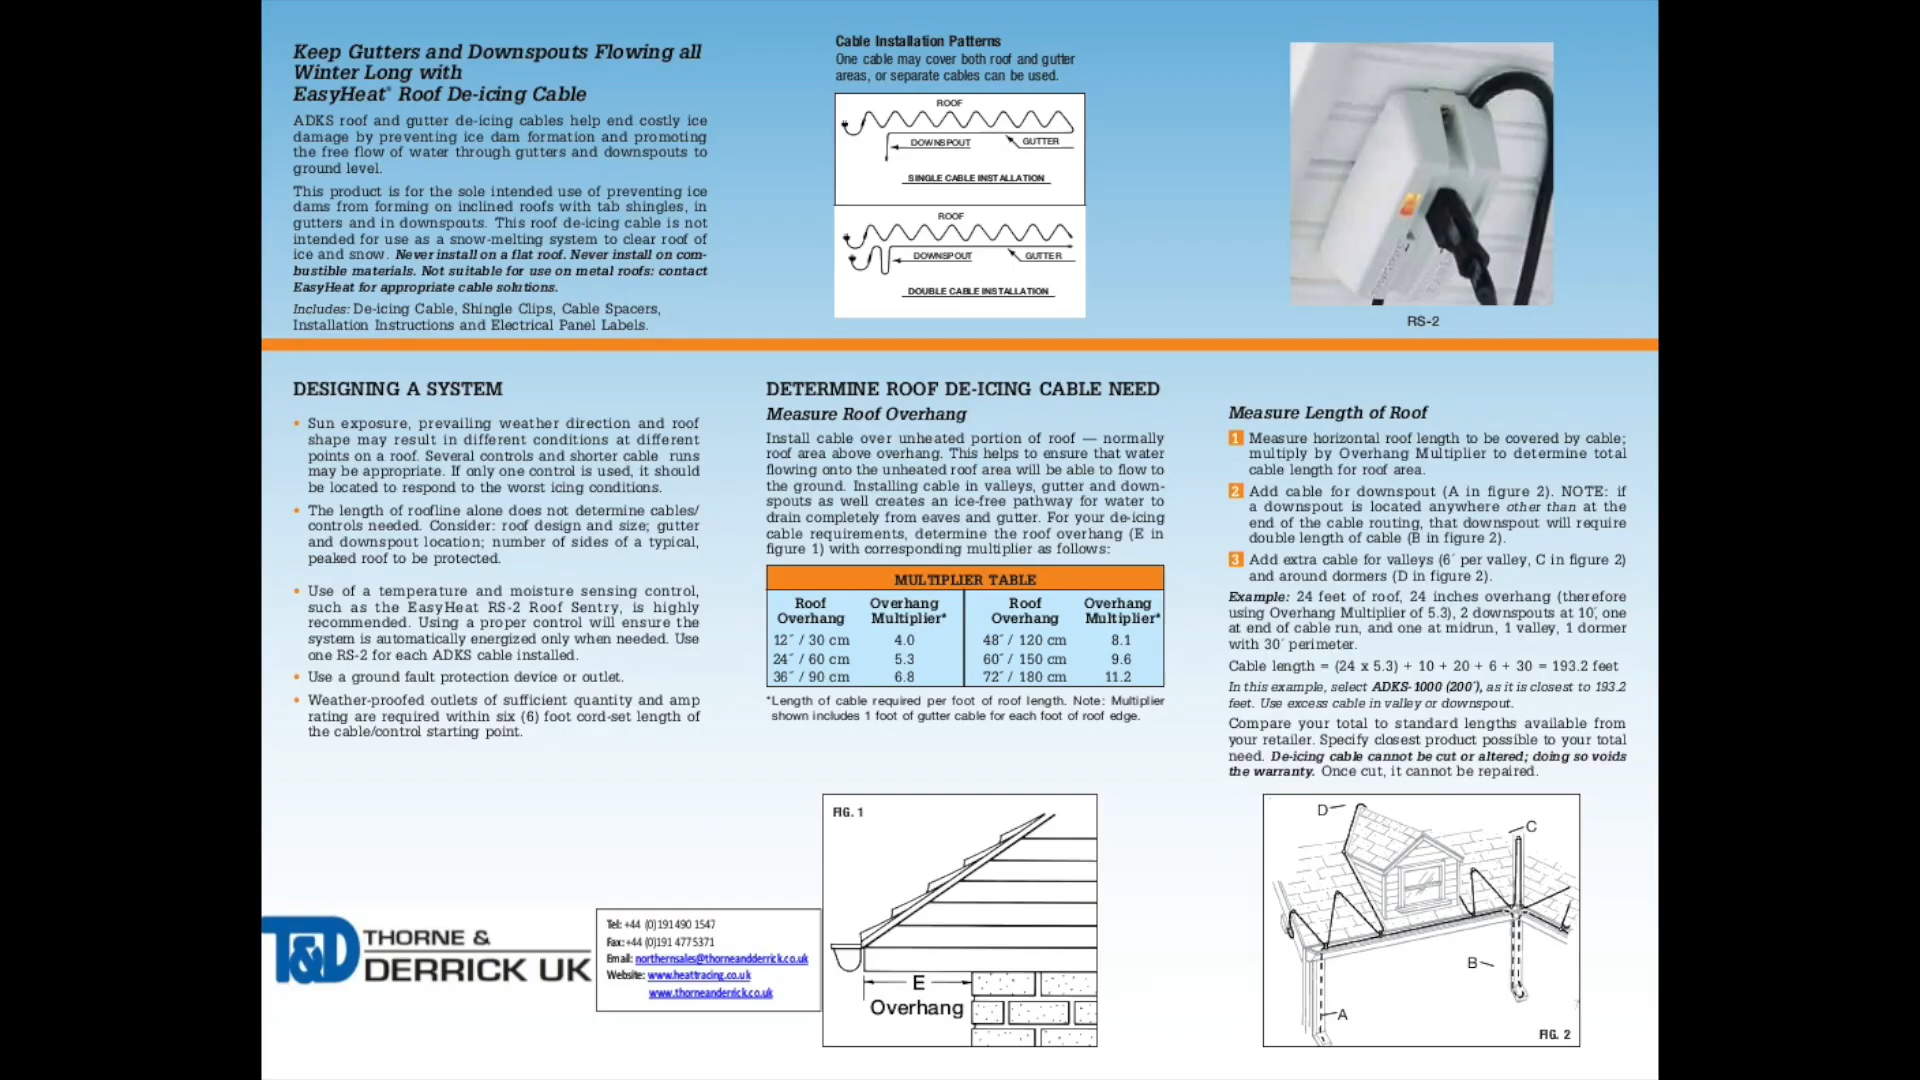 Keep Gutters and Downspouts Flowing all
Winter Long with
EasyHeat® Roof De-icing Cable
ADKS roof and gutter de-icing cables help end costly ice
damage by preventing ice dam formation and promoting
the free flow of water through gutters and downspouts to
ground level.
This product is for the sole intended use of preventing ice
dams from forming on inclined roofs with tab shingles, in
gutters and in downspouts. This roof de-icing cable is not
intended for use as a snow-melting system to clear roof of
ice and snow. Never install on a flat roof. Never install on com-
bustible materials. Not suitable for use on metal roofs: contact
EasyHeat for appropriate cable solutions.
Includes: De-icing Cable, Shingle Clips, Cable Spacers,
Installation Instructions and Electrical Panel Labels.
Cable Installation Patterns
One cable may cover both roof and gutter
areas, or separate cables can be used.
ROOF
DOWNSPOUT
GUTTER
SINGLE CABLE INSTALLATION
ROOF
DOWNSPOUT
GUTTER
DOUBLE CABLE INSTALLATION
RS-2
DESIGNING A SYSTEM
• Sun exposure, prevailing weather direction and roof
shape may result in different conditions at different
points on a roof. Several controls and shorter cable runs
may be appropriate. If only one control is used, it should
be located to respond to the worst icing conditions.
• The length of roofline alone does not determine cables/
controls needed. Consider: roof design and size; gutter
and downspout location; number of sides of a typical,
peaked roof to be protected.
• Use of a temperature and moisture sensing control,
such as the EasyHeat RS-2 Roof Sentry, is highly
recommended. Using a proper control will ensure the
system is automatically energized only when needed. Use
one RS-2 for each ADKS cable installed.
• Use a ground fault protection device or outlet.
• Weather-proofed outlets of sufficient quantity and amp
rating are required within six (6) foot cord-set length of
the cable/control starting point.
DETERMINE ROOF DE-ICING CABLE NEED
Measure Roof Overhang
Install cable over unheated portion of roof — normally
roof area above overhang. This helps to ensure that water
flowing onto the unheated roof area will be able to flow to
the ground. Installing cable in valleys, gutter and down-
spouts as well creates an ice-free pathway for water to
drain completely from eaves and gutter. For your de-icing
cable requirements, determine the roof overhang (E in
figure 1) with corresponding multiplier as follows:
MULTIPLIER TABLE
Roof Overhang Roof Overhang
Overhang Multiplier* Overhang Multiplier*
12˝ / 30 cm 4.0 48˝ / 120 cm 8.1
24˝ / 60 cm 5.3 60˝ / 150 cm 9.6
36˝ / 90 cm 6.8 72˝ / 180 cm 11.2
*Length of cable required per foot of roof length. Note: Multiplier
shown includes 1 foot of gutter cable for each foot of roof edge.
Measure Length of Roof
1 Measure horizontal roof length to be covered by cable;
multiply by Overhang Multiplier to determine total
cable length for roof area.
2 Add cable for downspout (A in figure 2). NOTE: if
a downspout is located anywhere other than at the
end of the cable routing, that downspout will require
double length of cable (B in figure 2).
3 Add extra cable for valleys (6´ per valley, C in figure 2)
and around dormers (D in figure 2).
Example: 24 feet of roof, 24 inches overhang (therefore
using Overhang Multiplier of 5.3), 2 downspouts at 10´, one
at end of cable run, and one at midrun, 1 valley, 1 dormer
with 30´ perimeter.
Cable length = (24 x 5.3) + 10 + 20 + 6 + 30 = 193.2 feet
In this example, select ADKS-1000 (200´), as it is closest to 193.2
feet. Use excess cable in valley or downspout.
Compare your total to standard lengths available from
your retailer. Specify closest product possible to your total
need. De-icing cable cannot be cut or altered; doing so voids
the warranty. Once cut, it cannot be repaired.
T&D THORNE &
DERRICK UK
Tel: +44 (0)191 490 1547
Fax: +44 (0)191 477 5371
Email: northernsales@thorneandderrick.co.uk
Website: www.heattracing.co.uk
www.thorneanderrick.co.uk
FIG. 1
E
Overhang
D
C
B
A
FIG. 2